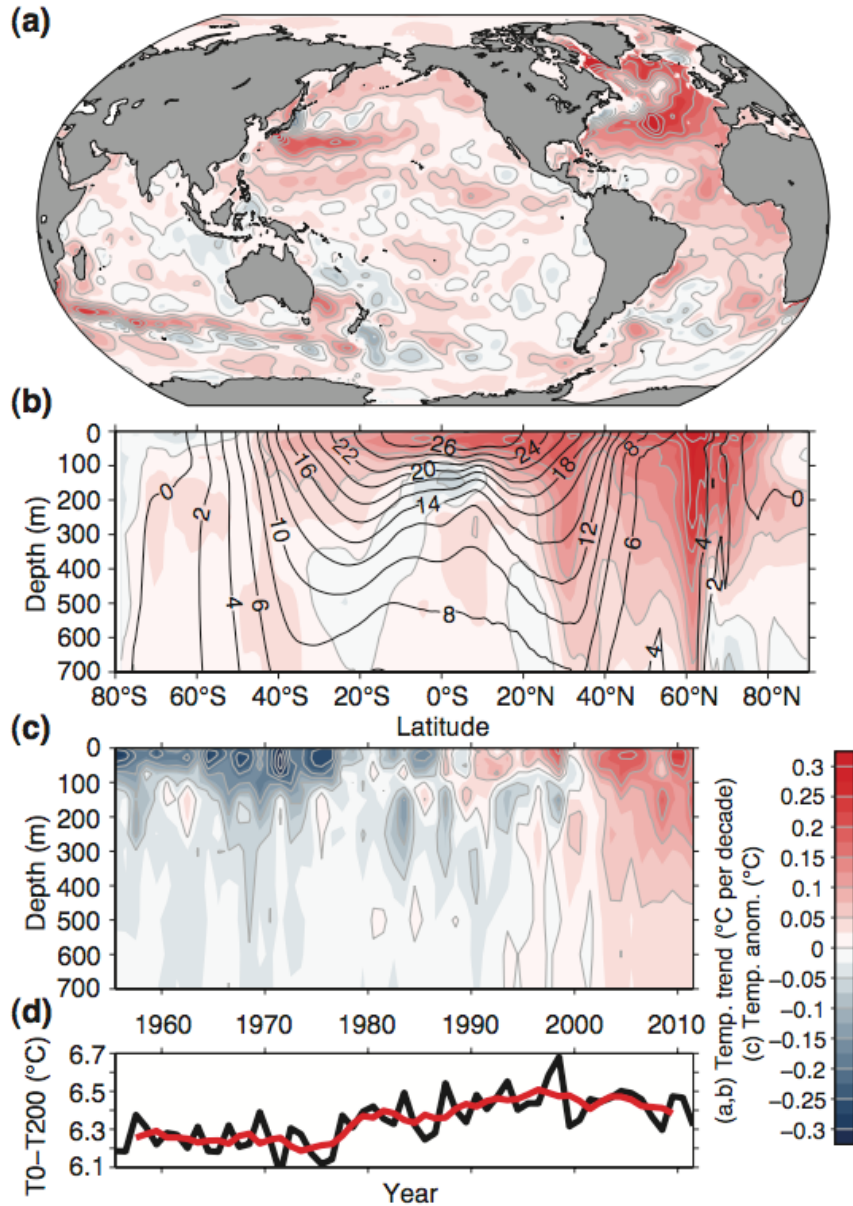 (a)
(b)
0
100
200
300
400
500
600
700
Depth (m)
0
2
4
6
10
16
22
26
20
14
8
24
18
12
8
6
4
4
2
0
80°S
60°S
40°S
20°S
0°S
20°N
40°N
60°N
80°N
Latitude
(c)
0
100
200
300
400
500
600
700
Depth (m)
1960
1970
1980
1990
2000
2010
(a,b) Temp. trend (°C per decade)
(c) Temp. anom. (°C)
0.3
0.25
0.2
0.15
0.1
0.05
0
−0.05
−0.1
−0.15
−0.2
−0.25
−0.3
(d)
6.7
6.5
6.3
6.1
T0−T200 (°C)
Year